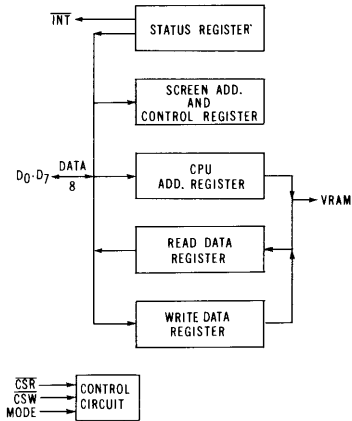 INT
STATUS REGISTER
SCREEN ADD.
AND
CONTROL REGISTER
D0-D7
DATA
8
CPU
ADD. REGISTER
VRAM
READ DATA
REGISTER
WRITE DATA
REGISTER
CSR
CSW
MODE
CONTROL
CIRCUIT